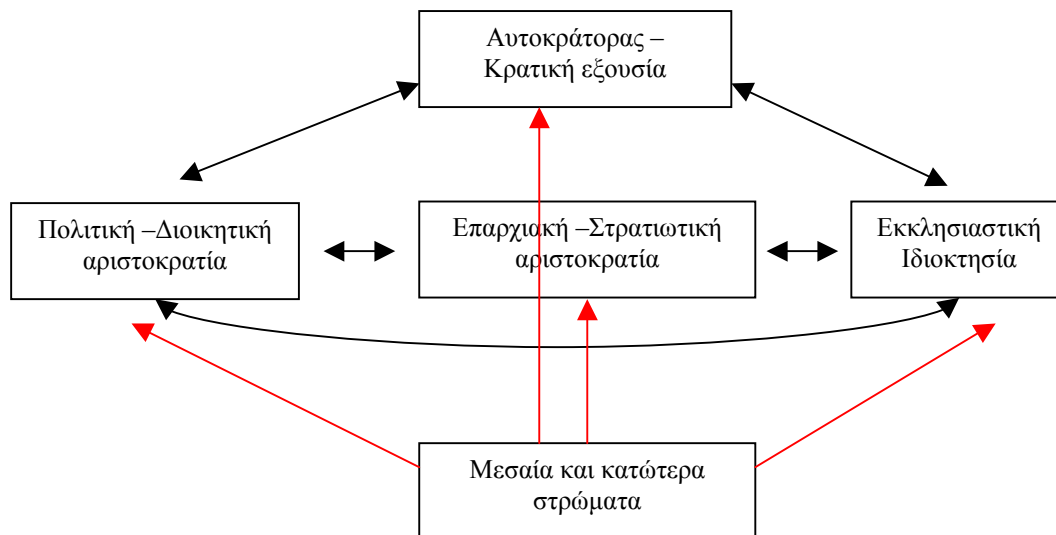 Αυτοκράτορας –
Κρατική εξουσία
Πολιτική –Διοικητική
αριστοκρατία
Επαρχιακή –Στρατιωτική
αριστοκρατία
Εκκλησιαστική
Ιδιοκτησία
Μεσαία και κατώτερα
στρώματα